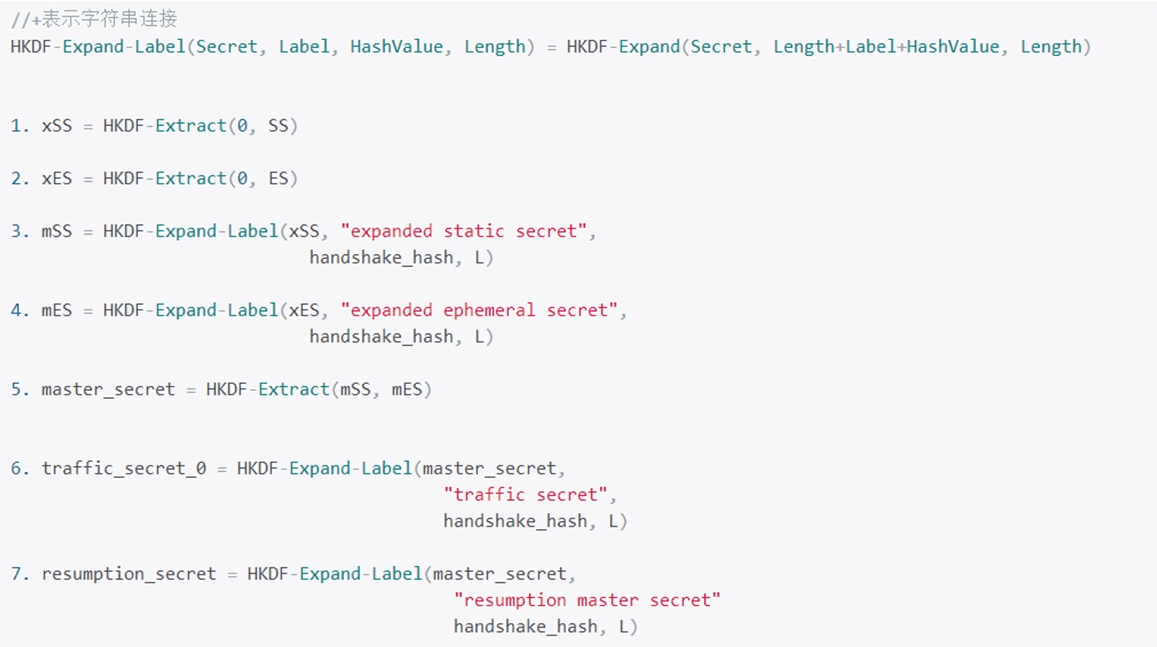 //+表示字符串连接
HKDF-Expand-Label(Secret, Label, HashValue, Length) = HKDF-Expand(Secret, Length+Label+HashValue, Length)
1. xSS = HKDF-Extract(0, SS)
2. xES = HKDF-Extract(0, ES)
3. mSS = HKDF-Expand-Label(xSS, "expanded static secret",
handshake_hash, L)
4. mES = HKDF-Expand-Label(xES, "expanded ephemeral secret",
handshake_hash, L)
5. master_secret = HKDF-Extract(mSS, mES)
6. traffic_secret_0 = HKDF-Expand-Label(master_secret,
"traffic secret",
handshake_hash, L)
7. resumption_secret = HKDF-Expand-Label(master_secret,
"resumption master secret"
handshake_hash, L)